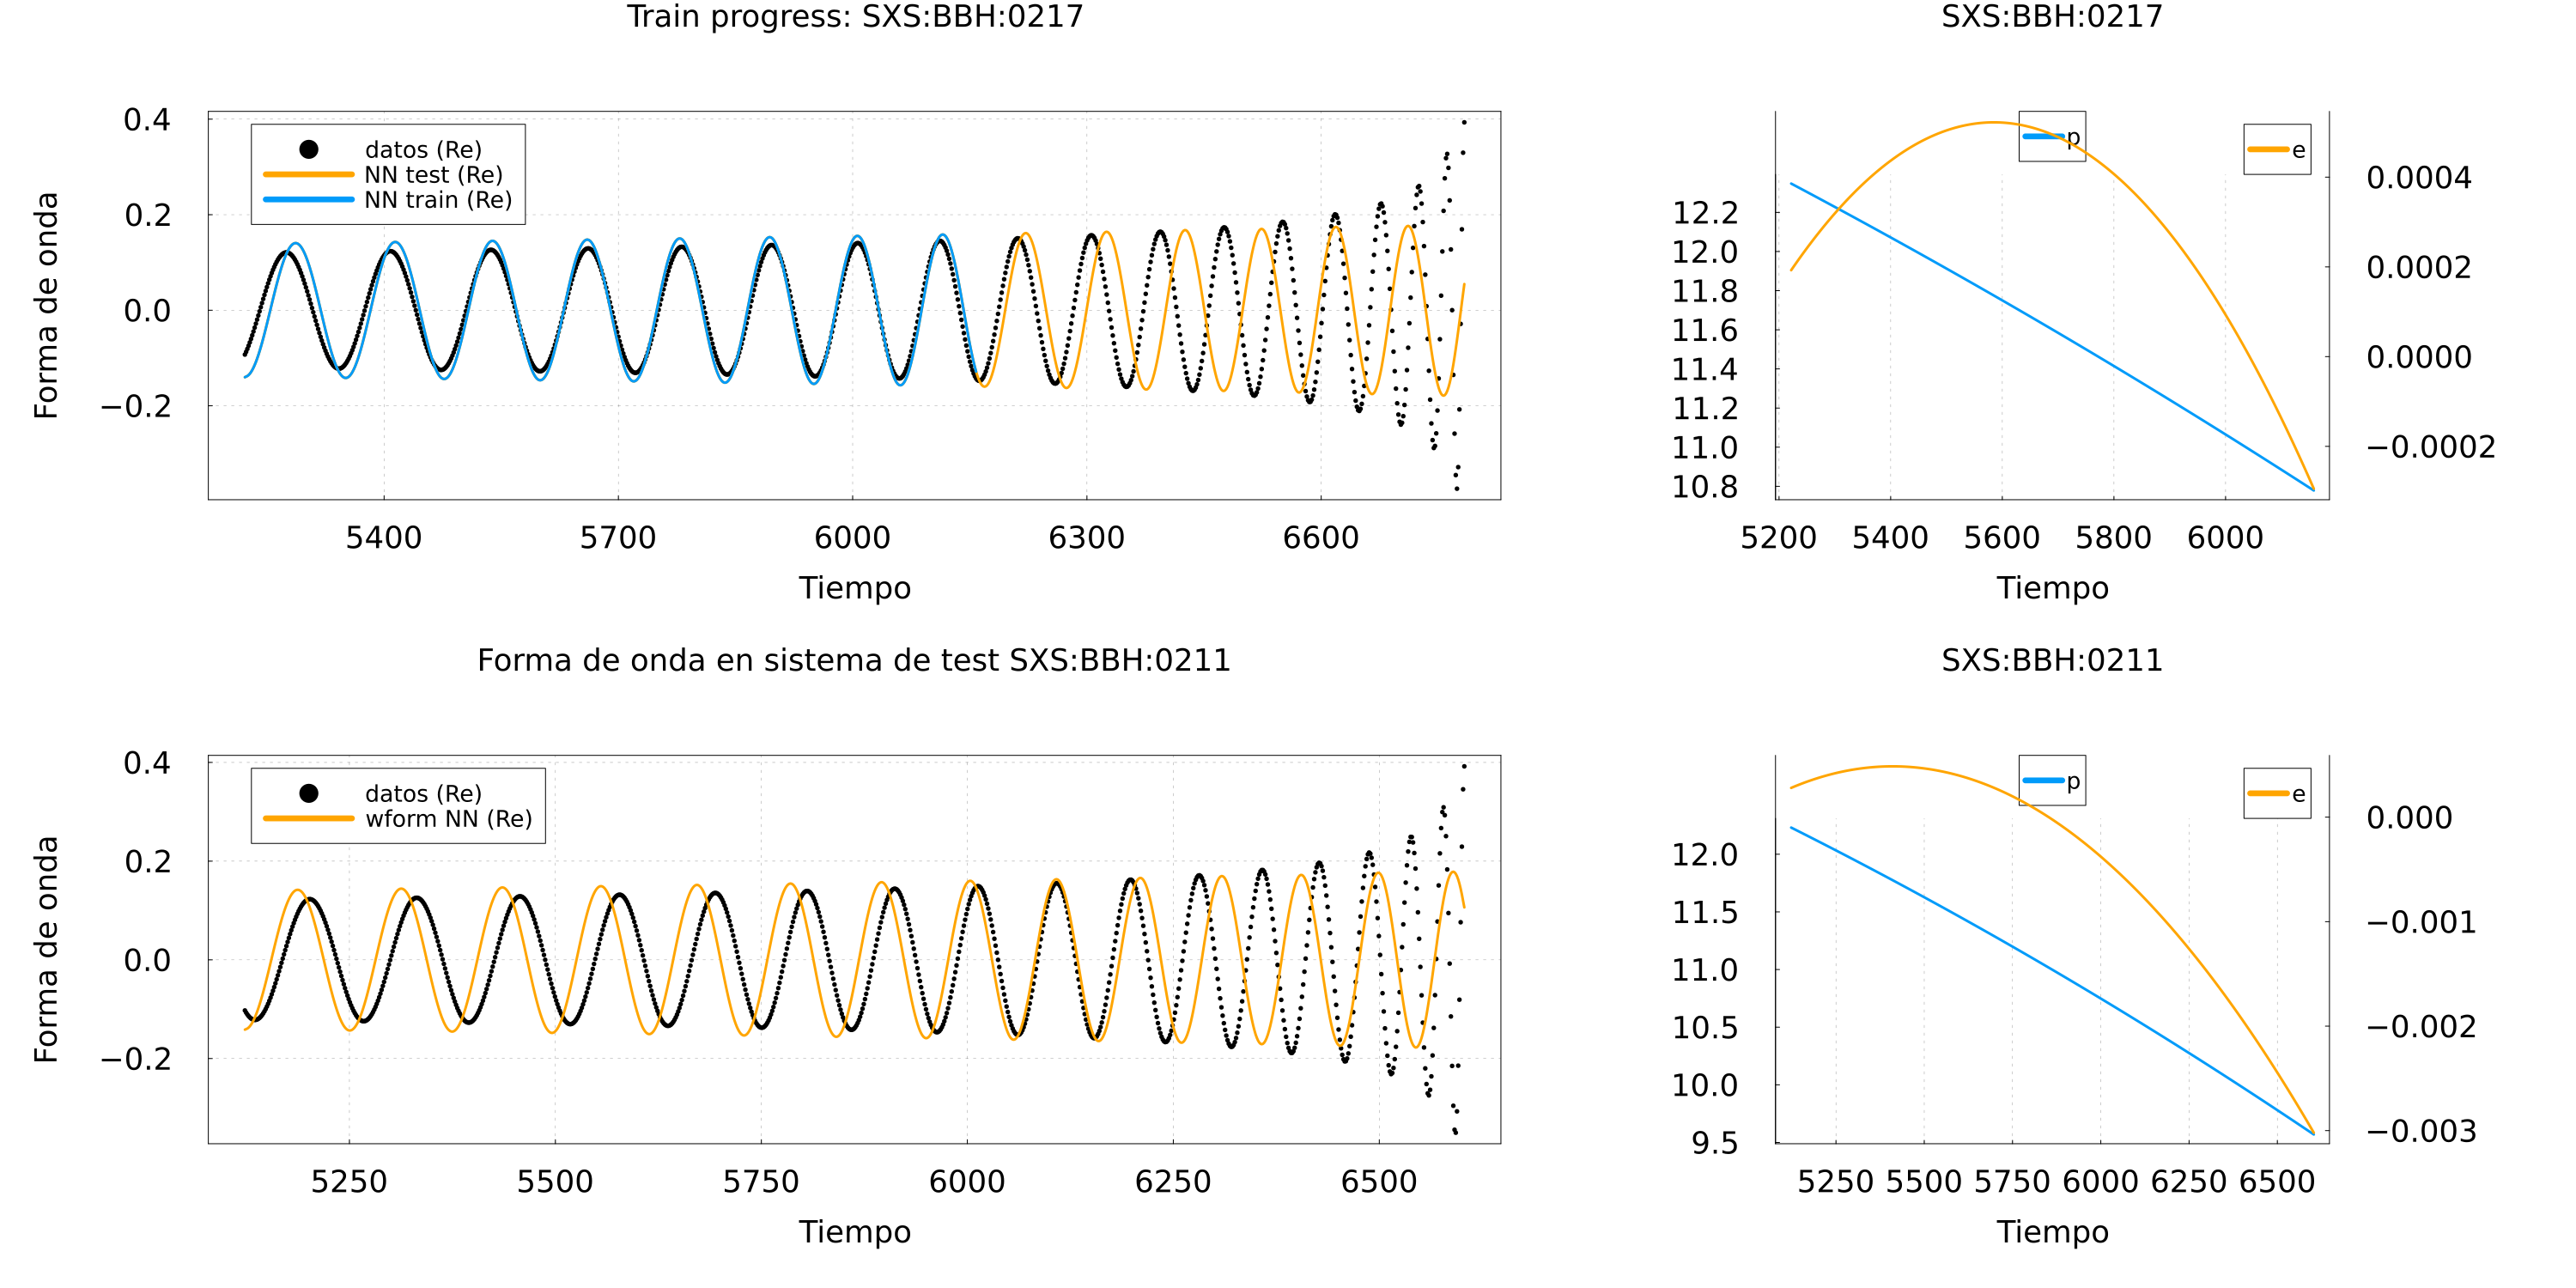 Train progress: SXS:BBH:0217
datos (Re)
NN test (Re)
NN train (Re)
Forma de onda
0.4
0.2
0.0
−0.2
5400 5700 6000 6300 6600
Tiempo
SXS:BBH:0217
p
e
12.2
12.0
11.8
11.6
11.4
11.2
11.0
10.8
0.0004
0.0002
0.0000
−0.0002
5200 5400 5600 5800 6000
Tiempo
Forma de onda en sistema de test SXS:BBH:0211
datos (Re)
wform NN (Re)
Forma de onda
0.4
0.2
0.0
−0.2
5250 5500 5750 6000 6250 6500
Tiempo
SXS:BBH:0211
p
e
12.0
11.5
11.0
10.5
10.0
9.5
0.000
−0.001
−0.002
−0.003
5250 5500 5750 6000 6250 6500
Tiempo